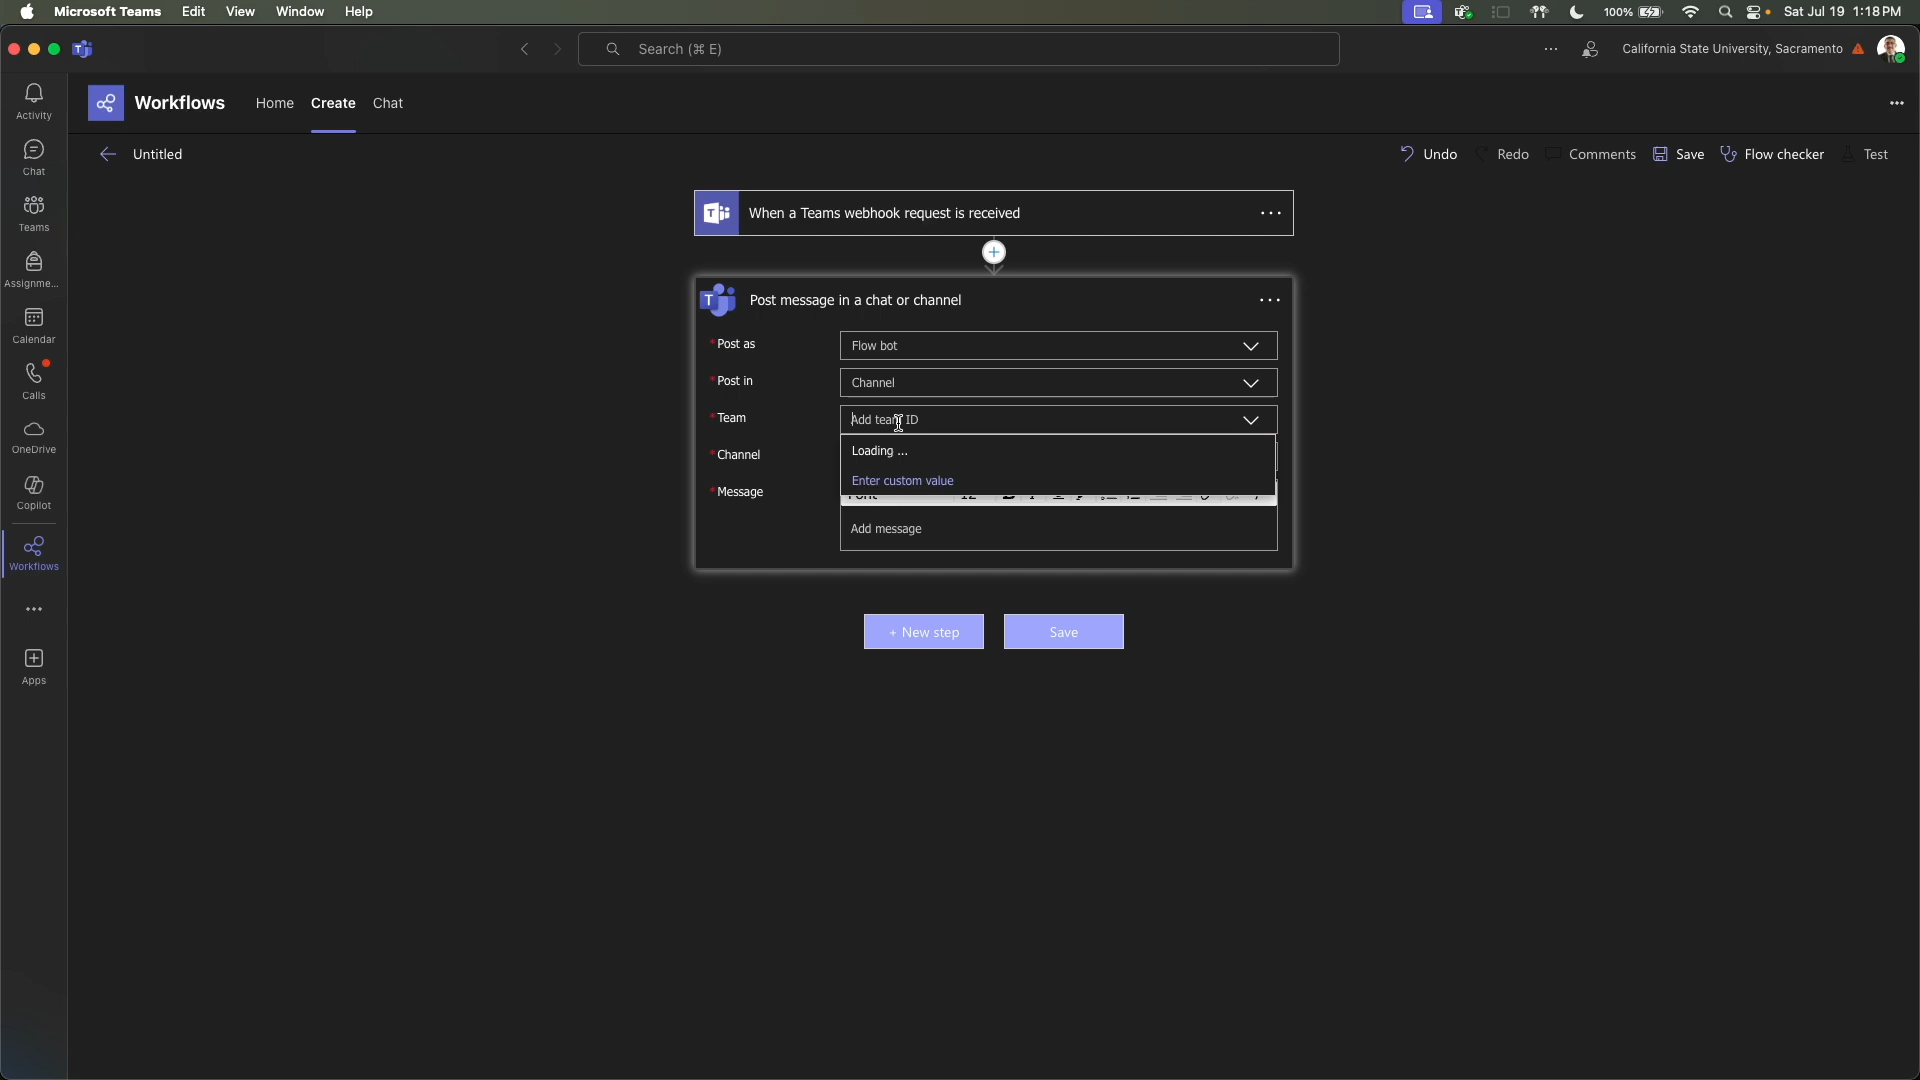 Microsoft Teams Edit View Window Help
100% Sat Jul 19 1:18 PM
Search (⌘ E)
California State University, Sacramento
Activity
Chat
Teams
Assignme...
Calendar
Calls
OneDrive
Copilot
Workflows
Apps
Workflows Home Create Chat
Untitled
Undo Redo Comments Save Flow checker Test
When a Teams webhook request is received
Post message in a chat or channel
* Post as Flow bot
* Post in Channel
* Team Add team ID
Loading ...
* Channel
Enter custom value
* Message
Font 12
Add message
+ New step Save